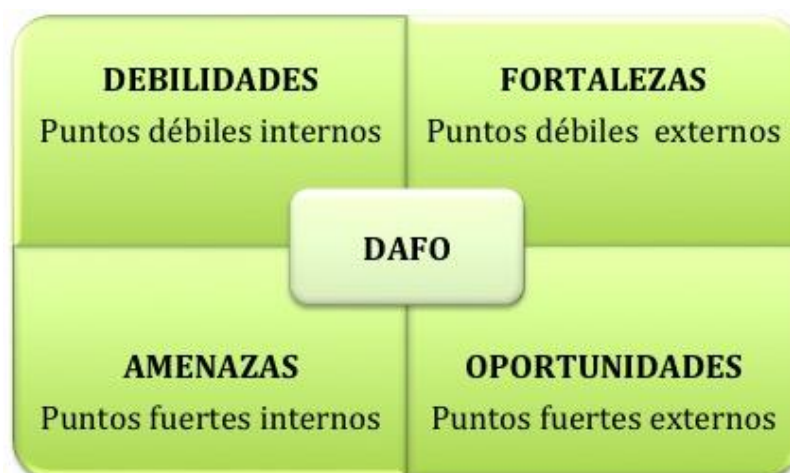 DEBILIDADES
Puntos débiles internos
FORTALEZAS
Puntos débiles externos
DAFO
AMENAZAS
Puntos fuertes internos
OPORTUNIDADES
Puntos fuertes externos